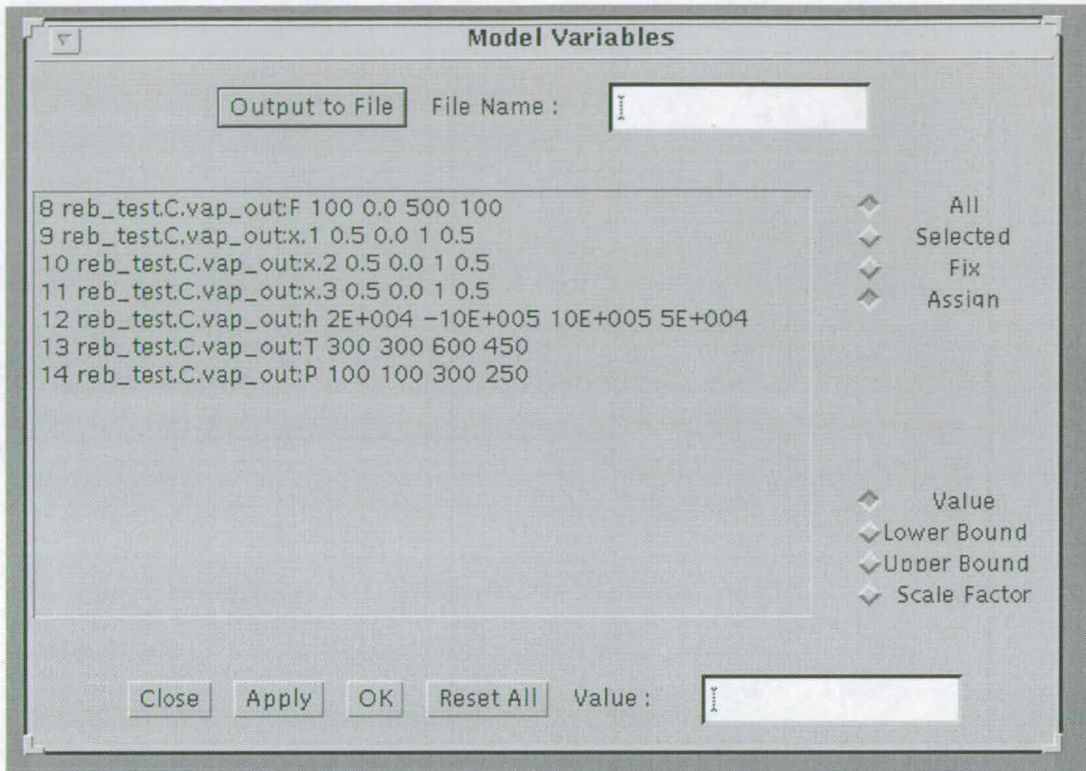 Model Variables
Output to File File Name :
8 reb_test.C.vap_out:F 100 0.0 500 100
9 reb_test.C.vap_out:x.1 0.5 0.0 1 0.5
10 reb_test.C.vap_out:x.2 0.5 0.0 1 0.5
11 reb_test.C.vap_out:x.3 0.5 0.0 1 0.5
12 reb_test.C.vap_out:h 2E+004 -10E+005 10E+005 5E+004
13 reb_test.C.vap_out:T 300 300 600 450
14 reb_test.C.vap_out:P 100 100 300 250
All
Selected
Fix
Assign
Value
Lower Bound
Upper Bound
Scale Factor
Close Apply OK Reset All Value :